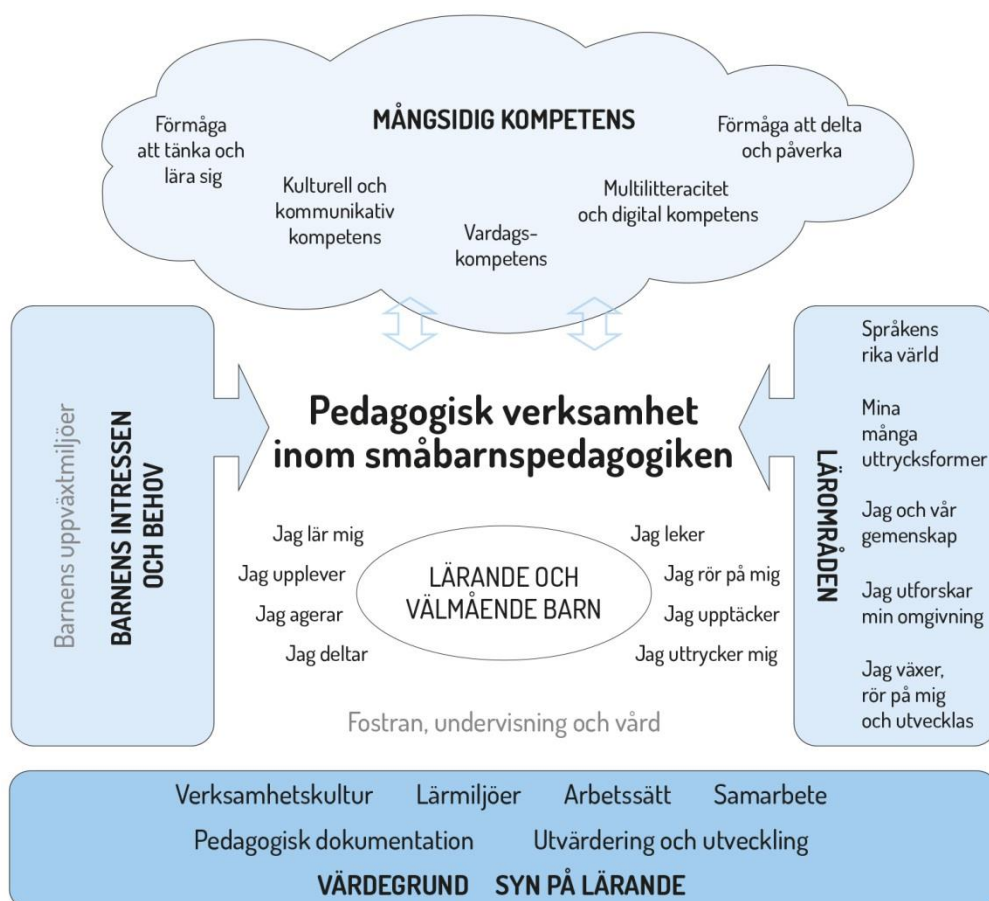 MÅNGSIDIG KOMPETENS
Förmåga
att tänka och
lära sig
Kulturell och
kommunikativ
kompetens
Vardags-
kompetens
Multilitteracitet
och digital kompetens
Förmåga att delta
och påverka
Barnens uppväxtmiljöer
BARNENS INTRESSEN
OCH BEHOV
Pedagogisk verksamhet
inom småbarnspedagogiken
Jag lär mig
Jag upplever
Jag agerar
Jag deltar
LÄRANDE OCH
VÄLMÅENDE BARN
Jag leker
Jag rör på mig
Jag upptäcker
Jag uttrycker mig
Fostran, undervisning och vård
LÄROMRÅDEN
Språkens
rika värld
Mina
många
uttrycksformer
Jag och vår
gemenskap
Jag utforskar
min omgivning
Jag växer,
rör på mig
och utvecklas
Verksamhetskultur Lärmiljöer Arbetssätt Samarbete
Pedagogisk dokumentation Utvärdering och utveckling
VÄRDEGRUND SYN PÅ LÄRANDE